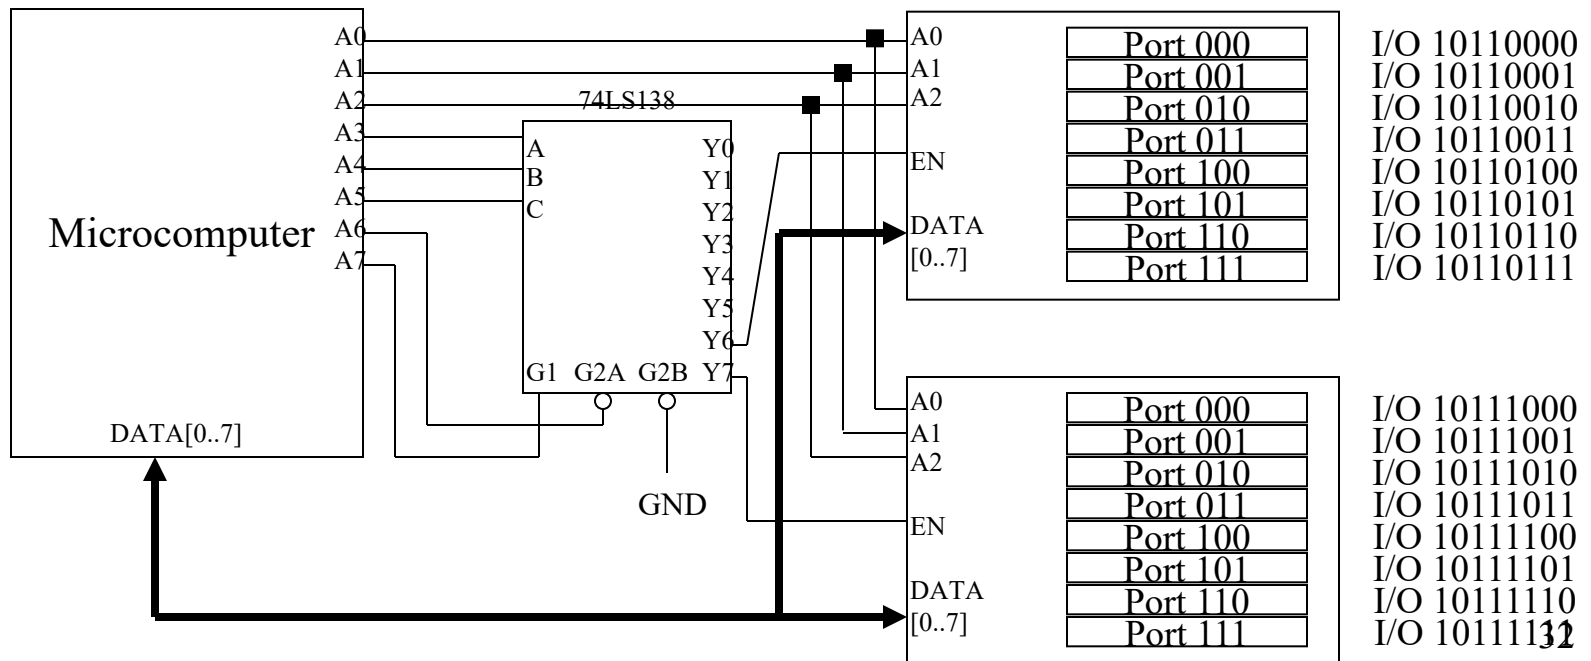 Microcomputer
A0
A1
A2
A3
A4
A5
A6
A7
DATA[0..7]
74LS138
A
B
C
Y0
Y1
Y2
Y3
Y4
Y5
Y6
Y7
G1 G2A G2B
GND
A0
A1
A2
EN
DATA
[0..7]
Port 000
Port 001
Port 010
Port 011
Port 100
Port 101
Port 110
Port 111
I/O 10110000
I/O 10110001
I/O 10110010
I/O 10110011
I/O 10110100
I/O 10110101
I/O 10110110
I/O 10110111
A0
A1
A2
EN
DATA
[0..7]
Port 000
Port 001
Port 010
Port 011
Port 100
Port 101
Port 110
Port 111
I/O 10111000
I/O 10111001
I/O 10111010
I/O 10111011
I/O 10111100
I/O 10111101
I/O 10111110
I/O 10111111
32